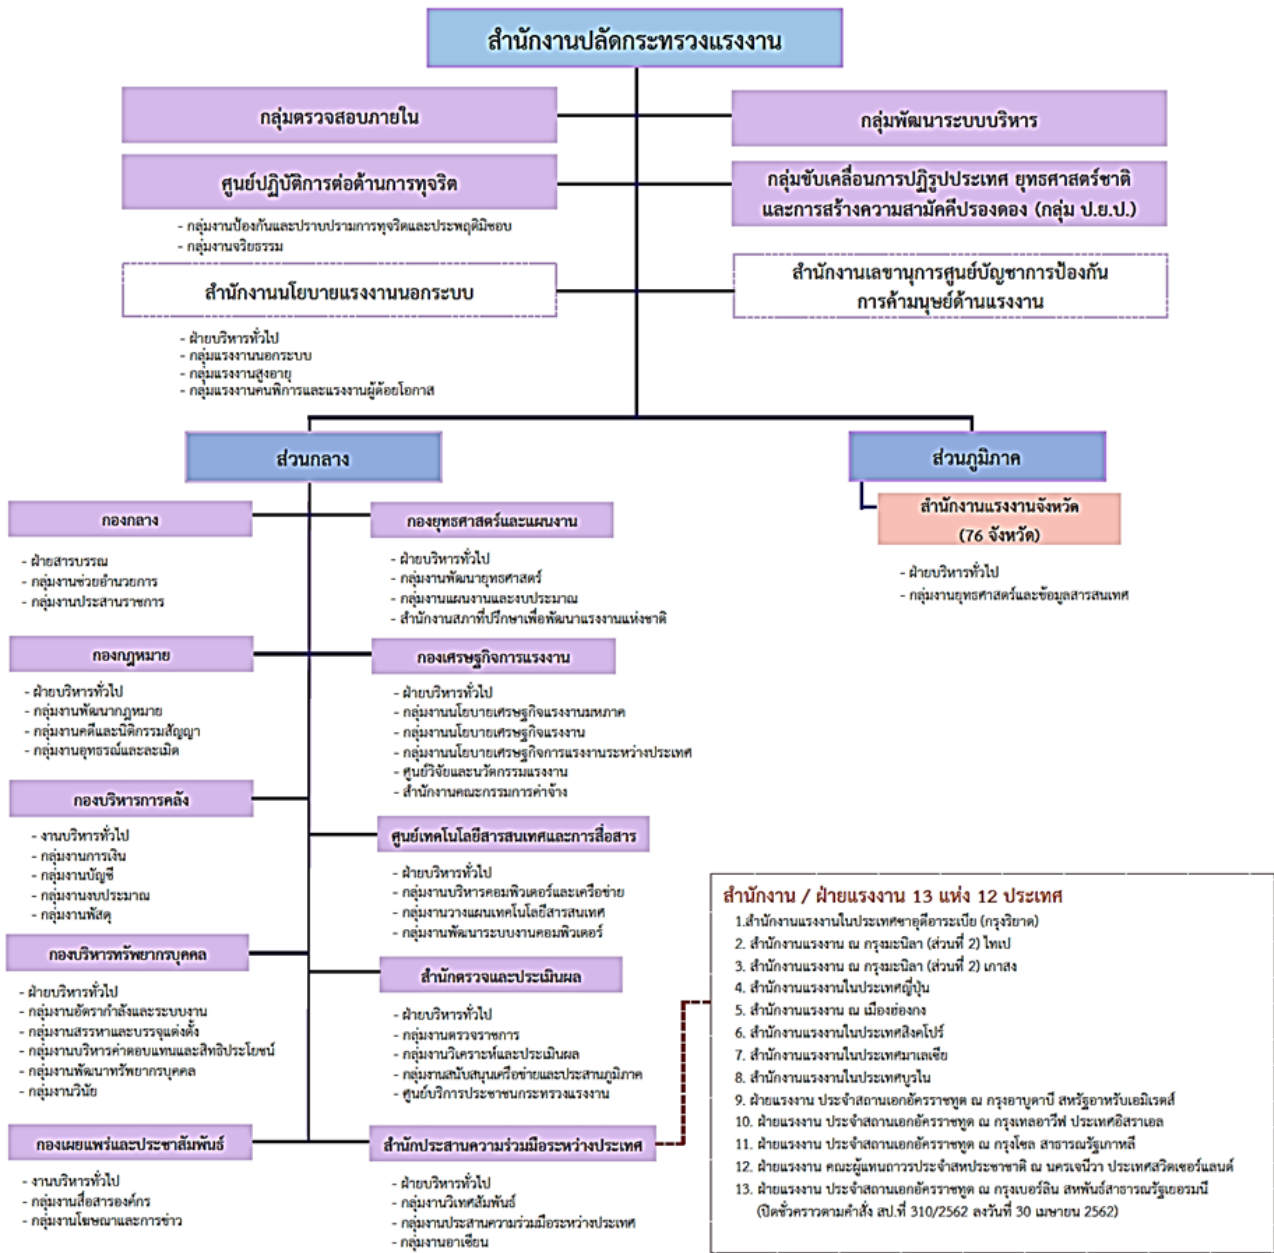 สำนักงานปลัดกระทรวงแรงงาน
กลุ่มตรวจสอบภายใน
กลุ่มพัฒนาระบบบริหาร
ศูนย์ปฏิบัติการต่อต้านการทุจริต
- กลุ่มงานป้องกันและปราบปรามการทุจริตและประพฤติมิชอบ
- กลุ่มงานจริยธรรม
กลุ่มขับเคลื่อนการปฏิรูปประเทศ ยุทธศาสตร์ชาติ
และการสร้างความสามัคคีปรองดอง (กลุ่ม ป.ย.ป.)
สำนักงานนโยบายแรงงานนอกระบบ
- ฝ่ายบริหารทั่วไป
- กลุ่มแรงงานนอกระบบ
- กลุ่มแรงงานสูงอายุ
- กลุ่มแรงงานคนพิการและแรงงานผู้ด้อยโอกาส
สำนักงานเลขานุการศูนย์บัญชาการป้องกัน
การค้ามนุษย์ด้านแรงงาน
ส่วนกลาง
ส่วนภูมิภาค
สำนักงานแรงงานจังหวัด
(76 จังหวัด)
- ฝ่ายบริหารทั่วไป
- กลุ่มงานยุทธศาสตร์และข้อมูลสารสนเทศ
กองกลาง
- ฝ่ายสารบรรณ
- กลุ่มงานช่วยอำนวยการ
- กลุ่มงานประสานราชการ
กองยุทธศาสตร์และแผนงาน
- ฝ่ายบริหารทั่วไป
- กลุ่มงานพัฒนายุทธศาสตร์
- กลุ่มงานแผนงานและงบประมาณ
- สำนักงานสภาที่ปรึกษาเพื่อพัฒนาแรงงานแห่งชาติ
กองกฎหมาย
- ฝ่ายบริหารทั่วไป
- กลุ่มงานพัฒนากฎหมาย
- กลุ่มงานคดีและนิติกรรมสัญญา
- กลุ่มงานอุทธรณ์และละเมิด
กองเศรษฐกิจการแรงงาน
- ฝ่ายบริหารทั่วไป
- กลุ่มงานนโยบายเศรษฐกิจแรงงานมหภาค
- กลุ่มงานนโยบายเศรษฐกิจแรงงาน
- กลุ่มงานนโยบายเศรษฐกิจการแรงงานระหว่างประเทศ
- ศูนย์วิจัยและนวัตกรรมแรงงาน
- สำนักงานคณะกรรมการค่าจ้าง
กองบริหารการคลัง
- งานบริหารทั่วไป
- กลุ่มงานการเงิน
- กลุ่มงานบัญชี
- กลุ่มงานงบประมาณ
- กลุ่มงานพัสดุ
ศูนย์เทคโนโลยีสารสนเทศและการสื่อสาร
- ฝ่ายบริหารทั่วไป
- กลุ่มงานบริหารคอมพิวเตอร์และเครือข่าย
- กลุ่มงานวางแผนเทคโนโลยีสารสนเทศ
- กลุ่มงานพัฒนาระบบงานคอมพิวเตอร์
กองบริหารทรัพยากรบุคคล
- ฝ่ายบริหารทั่วไป
- กลุ่มงานอัตรากำลังและระบบงาน
- กลุ่มงานสรรหาและบรรจุแต่งตั้ง
- กลุ่มงานบริหารค่าตอบแทนและสิทธิประโยชน์
- กลุ่มงานพัฒนาทรัพยากรบุคคล
- กลุ่มงานวินัย
สำนักตรวจและประเมินผล
- ฝ่ายบริหารทั่วไป
- กลุ่มงานตรวจราชการ
- กลุ่มงานวิเคราะห์และประเมินผล
- กลุ่มงานสนับสนุนเครือข่ายและประสานภูมิภาค
- ศูนย์บริการประชาชนกระทรวงแรงงาน
กองเผยแพร่และประชาสัมพันธ์
- งานบริหารทั่วไป
- กลุ่มงานสื่อสารองค์กร
- กลุ่มงานโฆษณาและการข่าว
สำนักประสานความร่วมมือระหว่างประเทศ
- ฝ่ายบริหารทั่วไป
- กลุ่มงานวิเทศสัมพันธ์
- กลุ่มงานประสานความร่วมมือระหว่างประเทศ
- กลุ่มงานอาเซียน
สำนักงาน / ฝ่ายแรงงาน 13 แห่ง 12 ประเทศ
1.สำนักงานแรงงานในประเทศซาอุดีอาระเบีย (กรุงริยาด)
2. สำนักงานแรงงาน ณ กรุงมะนิลา (ส่วนที่ 2) ไทเป
3. สำนักงานแรงงาน ณ กรุงมะนิลา (ส่วนที่ 2) เกาสง
4. สำนักงานแรงงานในประเทศญี่ปุ่น
5. สำนักงานแรงงาน ณ เมืองฮ่องกง
6. สำนักงานแรงงานในประเทศสิงคโปร์
7. สำนักงานแรงงานในประเทศมาเลเซีย
8. สำนักงานแรงงานในประเทศบรูไน
9. ฝ่ายแรงงาน ประจำสถานเอกอัครราชทูต ณ กรุงอาบูดาบี สหรัฐอาหรับเอมิเรตส์
10. ฝ่ายแรงงาน ประจำสถานเอกอัครราชทูต ณ กรุงเทลอาวีฟ ประเทศอิสราเอล
11. ฝ่ายแรงงาน ประจำสถานเอกอัครราชทูต ณ กรุงโซล สาธารณรัฐเกาหลี
12. ฝ่ายแรงงาน คณะผู้แทนถาวรประจำสหประชาชาติ ณ นครเจนีวา ประเทศสวิตเซอร์แลนด์
13. ฝ่ายแรงงาน ประจำสถานเอกอัครราชทูต ณ กรุงเบอร์ลิน สหพันธ์สาธารณรัฐเยอรมนี
(ปิดชั่วคราวตามคำสั่ง สป.ที่ 310/2562 ลงวันที่ 30 เมษายน 2562)